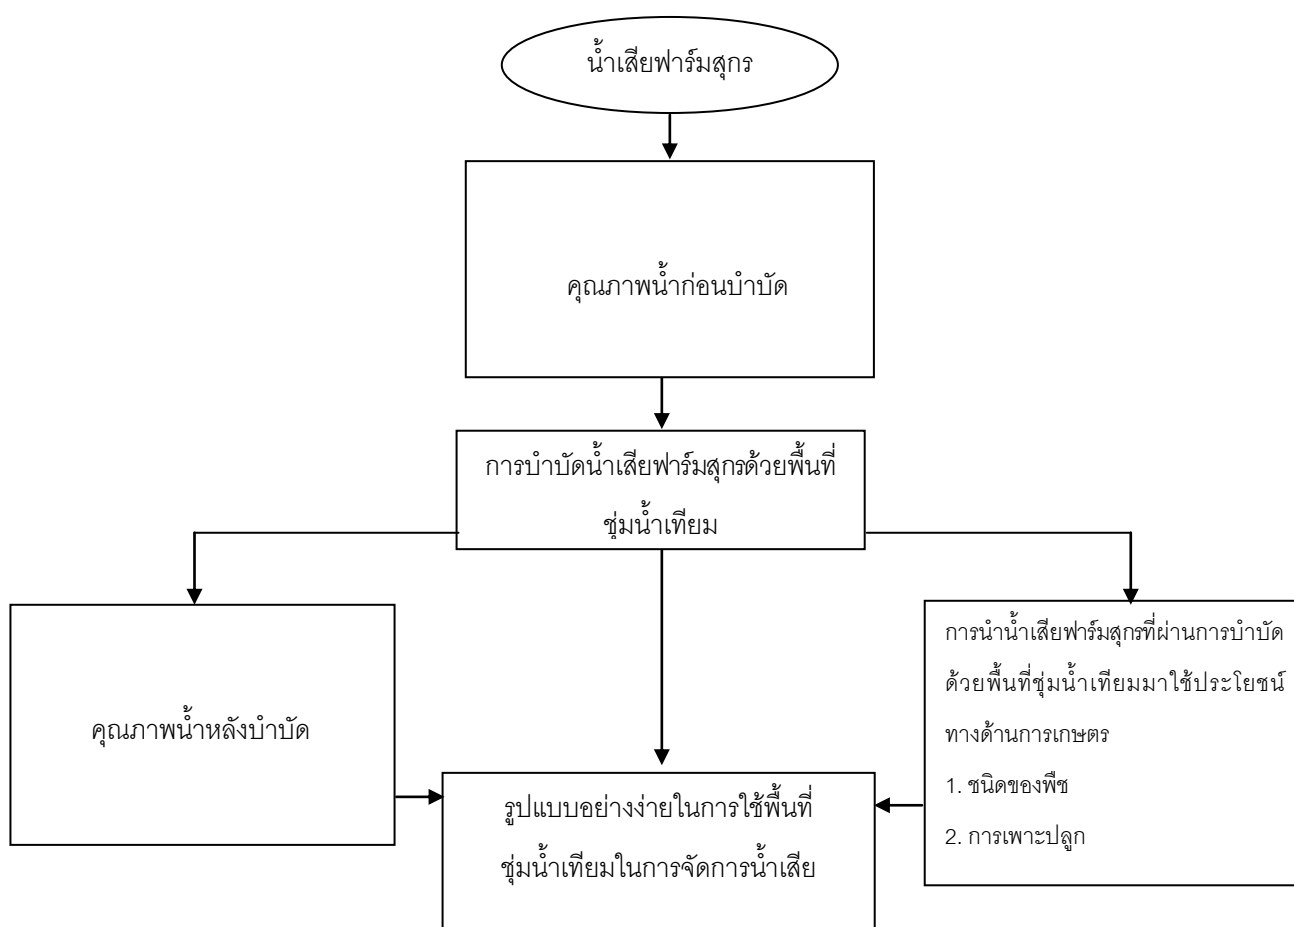 น้ำเสียฟาร์มสุกร
คุณภาพน้ำก่อนบำบัด
การบำบัดน้ำเสียฟาร์มสุกรด้วยพื้นที่
ชุ่มน้ำเทียม
คุณภาพน้ำหลังบำบัด
การนำน้ำเสียฟาร์มสุกรที่ผ่านการบำบัด
ด้วยพื้นที่ชุ่มน้ำเทียมมาใช้ประโยชน์
ทางด้านการเกษตร
1. ชนิดของพืช
2. การเพาะปลูก
รูปแบบอย่างง่ายในการใช้พื้นที่
ชุ่มน้ำเทียมในการจัดการน้ำเสีย